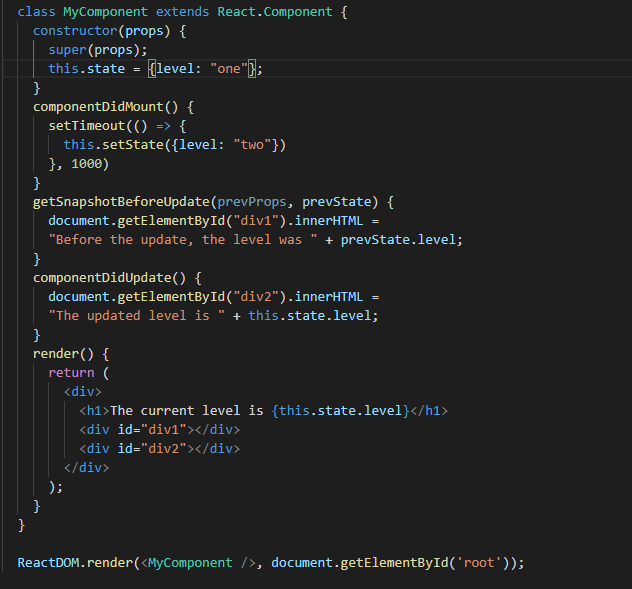 class MyComponent extends React.Component {
constructor(props) {
super(props);
this.state = {level: "one"};
}
componentDidMount() {
setTimeout(() => {
this.setState({level: "two"})
}, 1000)
}
getSnapshotBeforeUpdate(prevProps, prevState) {
document.getElementById("div1").innerHTML =
"Before the update, the level was " + prevState.level;
}
componentDidUpdate() {
document.getElementById("div2").innerHTML =
"The updated level is " + this.state.level;
}
render() {
return (
<div>
<h1>The current level is {this.state.level}</h1>
<div id="div1"></div>
<div id="div2"></div>
</div>
);
}
}
ReactDOM.render(<MyComponent />, document.getElementById('root'));